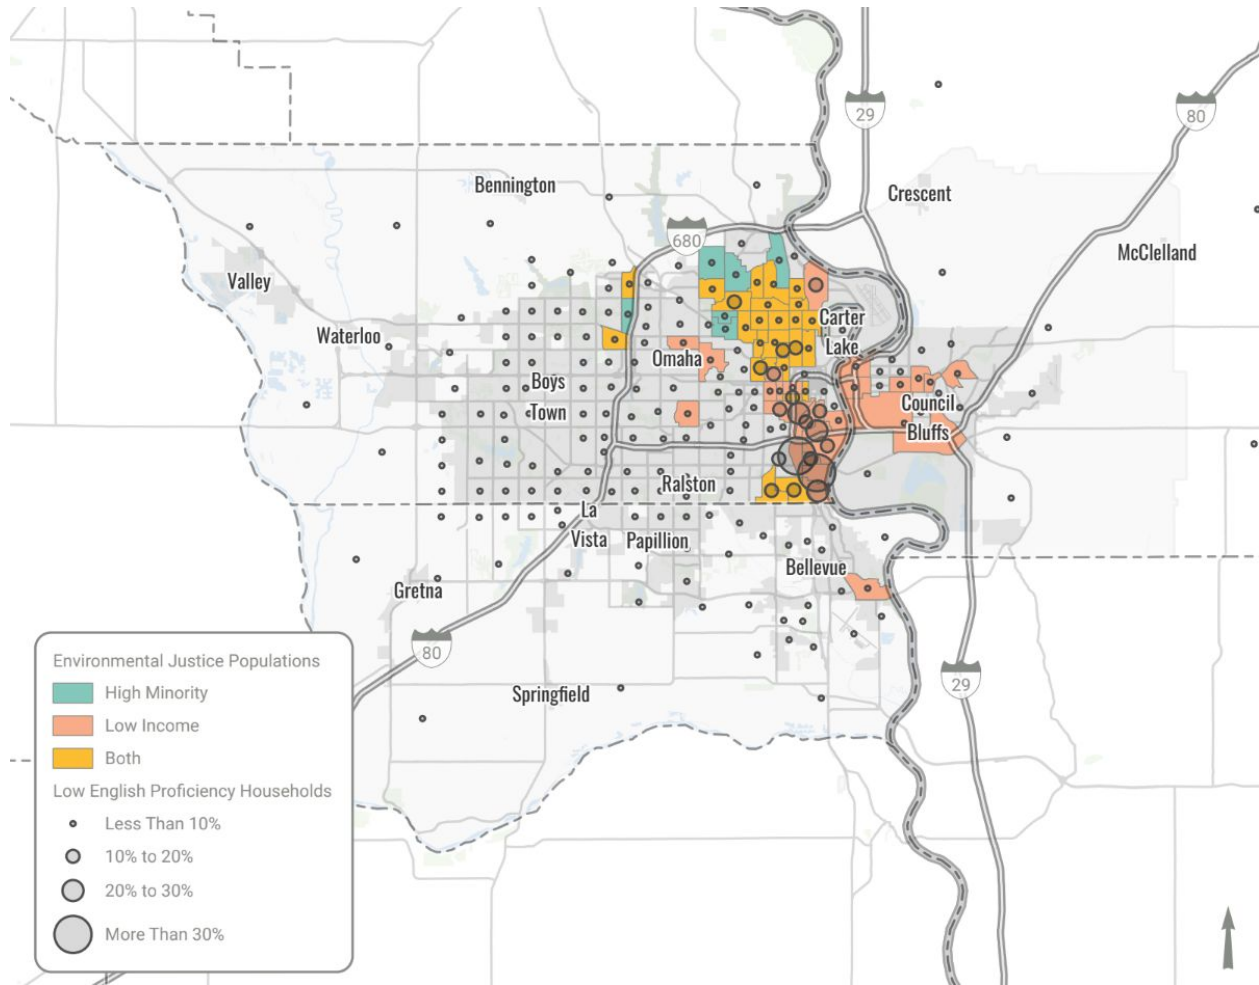 29
80
Bennington
Crescent
680
McClelland
Valley
Carter
Lake
Waterloo
Omaha
Boys
Town
Council
Bluffs
Ralston
La
Vista
Papillion
Bellevue
Gretna
80
29
Springfield
Environmental Justice Populations
High Minority
Low Income
Both
Low English Proficiency Households
Less Than 10%
10% to 20%
20% to 30%
More Than 30%